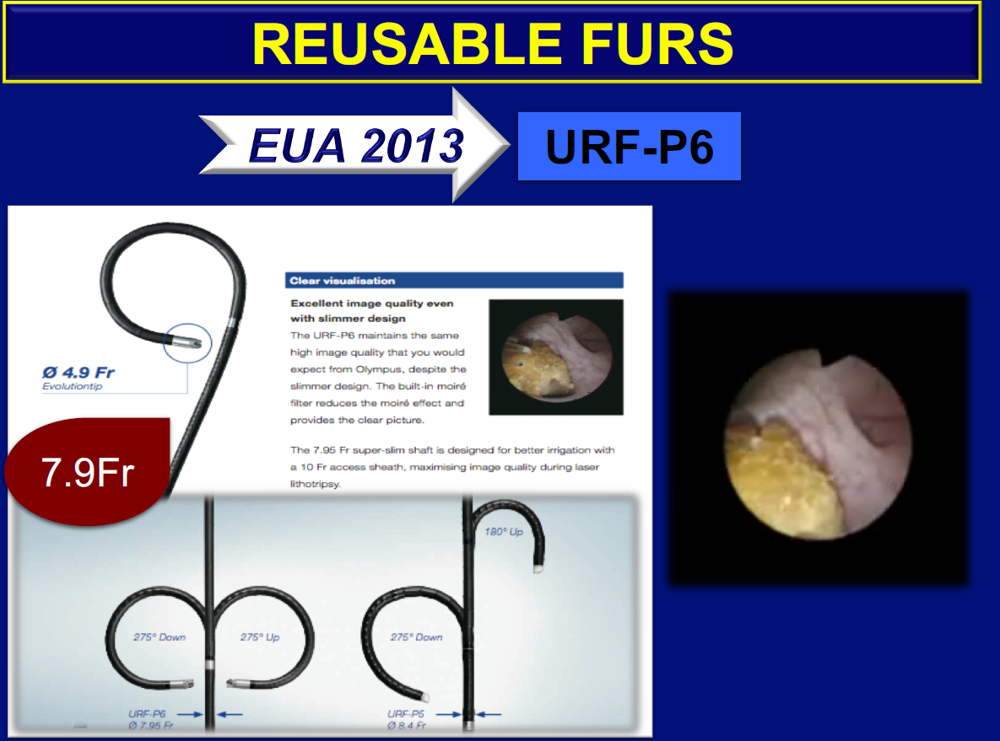 REUSABLE FURS
EUA 2013
URF-P6
Clear visualisation
Excellent image quality even
with slimmer design
The URF-P6 maintains the same
high image quality that you would
expect from Olympus, despite the
slimmer design. The built-in moiré
filter reduces the moiré effect and
provides the clear picture.
The 7.95 Fr super-slim shaft is designed for better irrigation with
a 10 Fr access sheath, maximising image quality during laser
lithotripsy.
Ø 4.9 Fr
Evolutiontip
7.9Fr
275° Down
275° Up
URF-P6
Ø 7.95 Fr
180° Up
275° Down
URF-P5
Ø 8.4 Fr